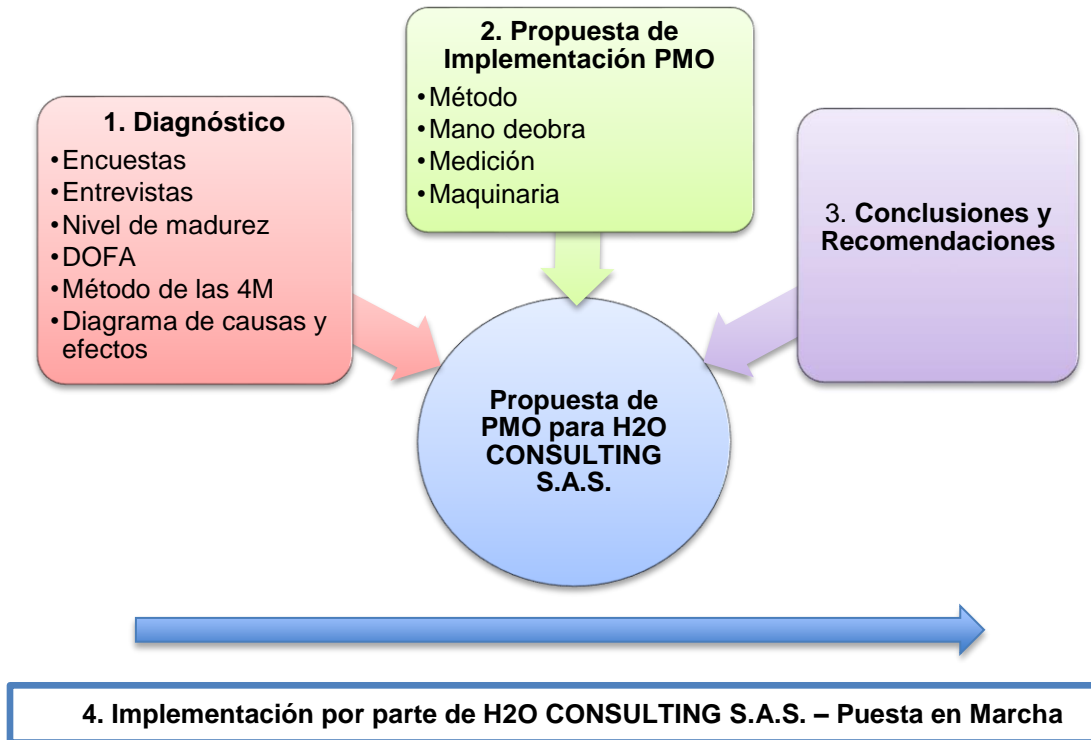 1. Diagnóstico
•Encuestas
•Entrevistas
•Nivel de madurez
•DOFA
•Método de las 4M
•Diagrama de causas y
efectos
2. Propuesta de
Implementación PMO
•Método
•Mano deobra
•Medición
•Maquinaria
3. Conclusiones y
Recomendaciones
Propuesta de
PMO para H2O
CONSULTING
S.A.S.
4. Implementación por parte de H2O CONSULTING S.A.S. – Puesta en Marcha